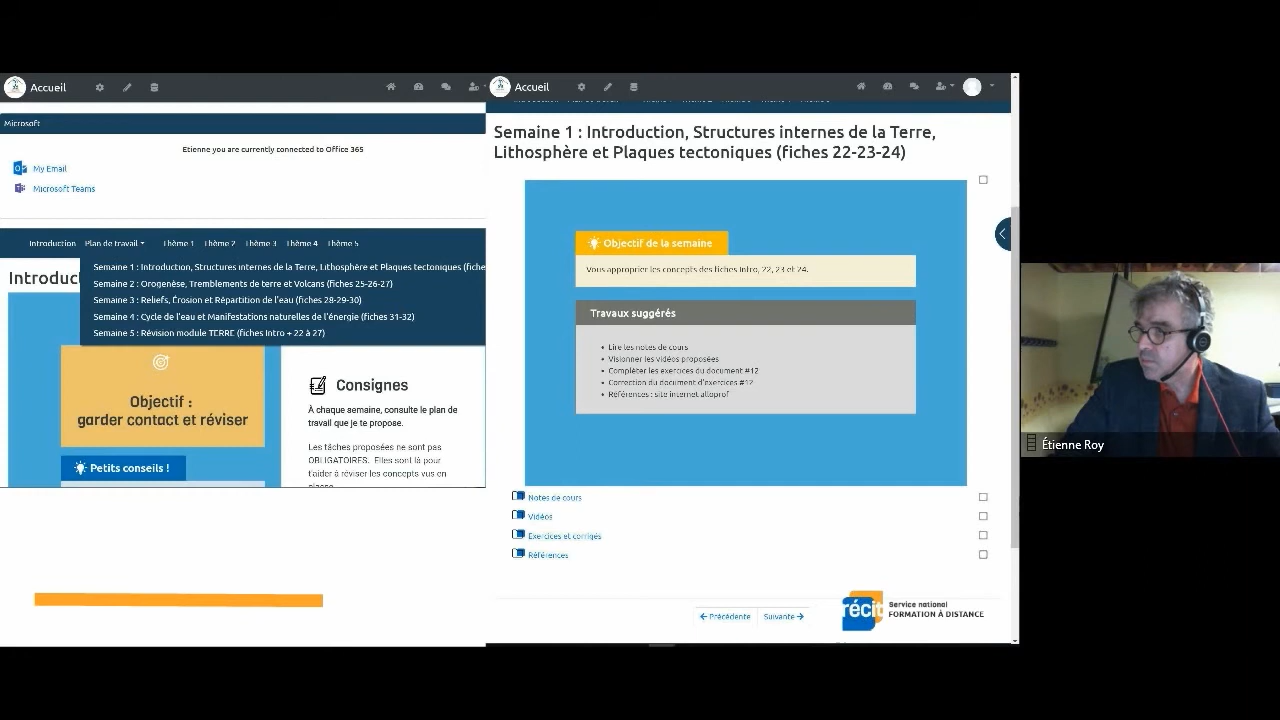 Accueil
Microsoft
Etienne you are currently connected to Office 365
My Email
Microsoft Teams
Introduction Plan de travail Thème 1 Thème 2 Thème 3 Thème 4 Thème 5
Introduc
Semaine 1 : Introduction, Structures internes de la Terre, Lithosphère et Plaques tectoniques (fiche
Semaine 2 : Orogenèse, Tremblements de terre et Volcans (fiches 25-26-27)
Semaine 3 : Reliefs, Érosion et Répartition de l'eau (fiches 28-29-30)
Semaine 4 : Cycle de l'eau et Manifestations naturelles de l'énergie (fiches 31-32)
Semaine 5 : Révision module TERRE (fiches Intro + 22 à 27)
Objectif :
garder contact et réviser
Petits conseils !
Consignes
À chaque semaine, consulte le plan de
travail que je te propose.
Les tâches proposées ne sont pas
OBLIGATOIRES. Elles sont là pour
t'aider à réviser les concepts vus en
Accueil
Semaine 1 : Introduction, Structures internes de la Terre,
Lithosphère et Plaques tectoniques (fiches 22-23-24)
Objectif de la semaine
Vous approprier les concepts des fiches Intro, 22, 23 et 24.
Travaux suggérés
Lire les notes de cours
Visionner les vidéos proposées
Compléter les exercices du document #12
Correction du document d'exercices #12
Références : site internet alloprof
Notes de cours
Vidéos
Exercices et corrigés
Références
Précédente Suivante
récit
Service national
FORMATION À DISTANCE
Étienne Roy